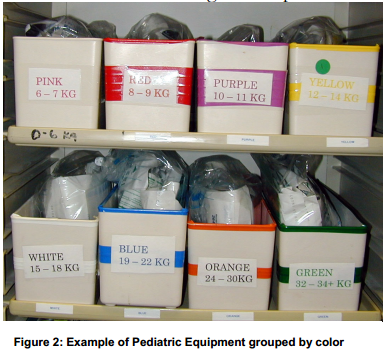 PINK
6 – 7 KG
RED
8 – 9 KG
PURPLE
10 – 11 KG
YELLOW
12 – 14 KG
0-6 KG
WHITE
15 – 18 KG
BLUE
19 – 22 KG
ORANGE
24 – 30KG
GREEN
32 – 34+ KG
Figure 2: Example of Pediatric Equipment grouped by color